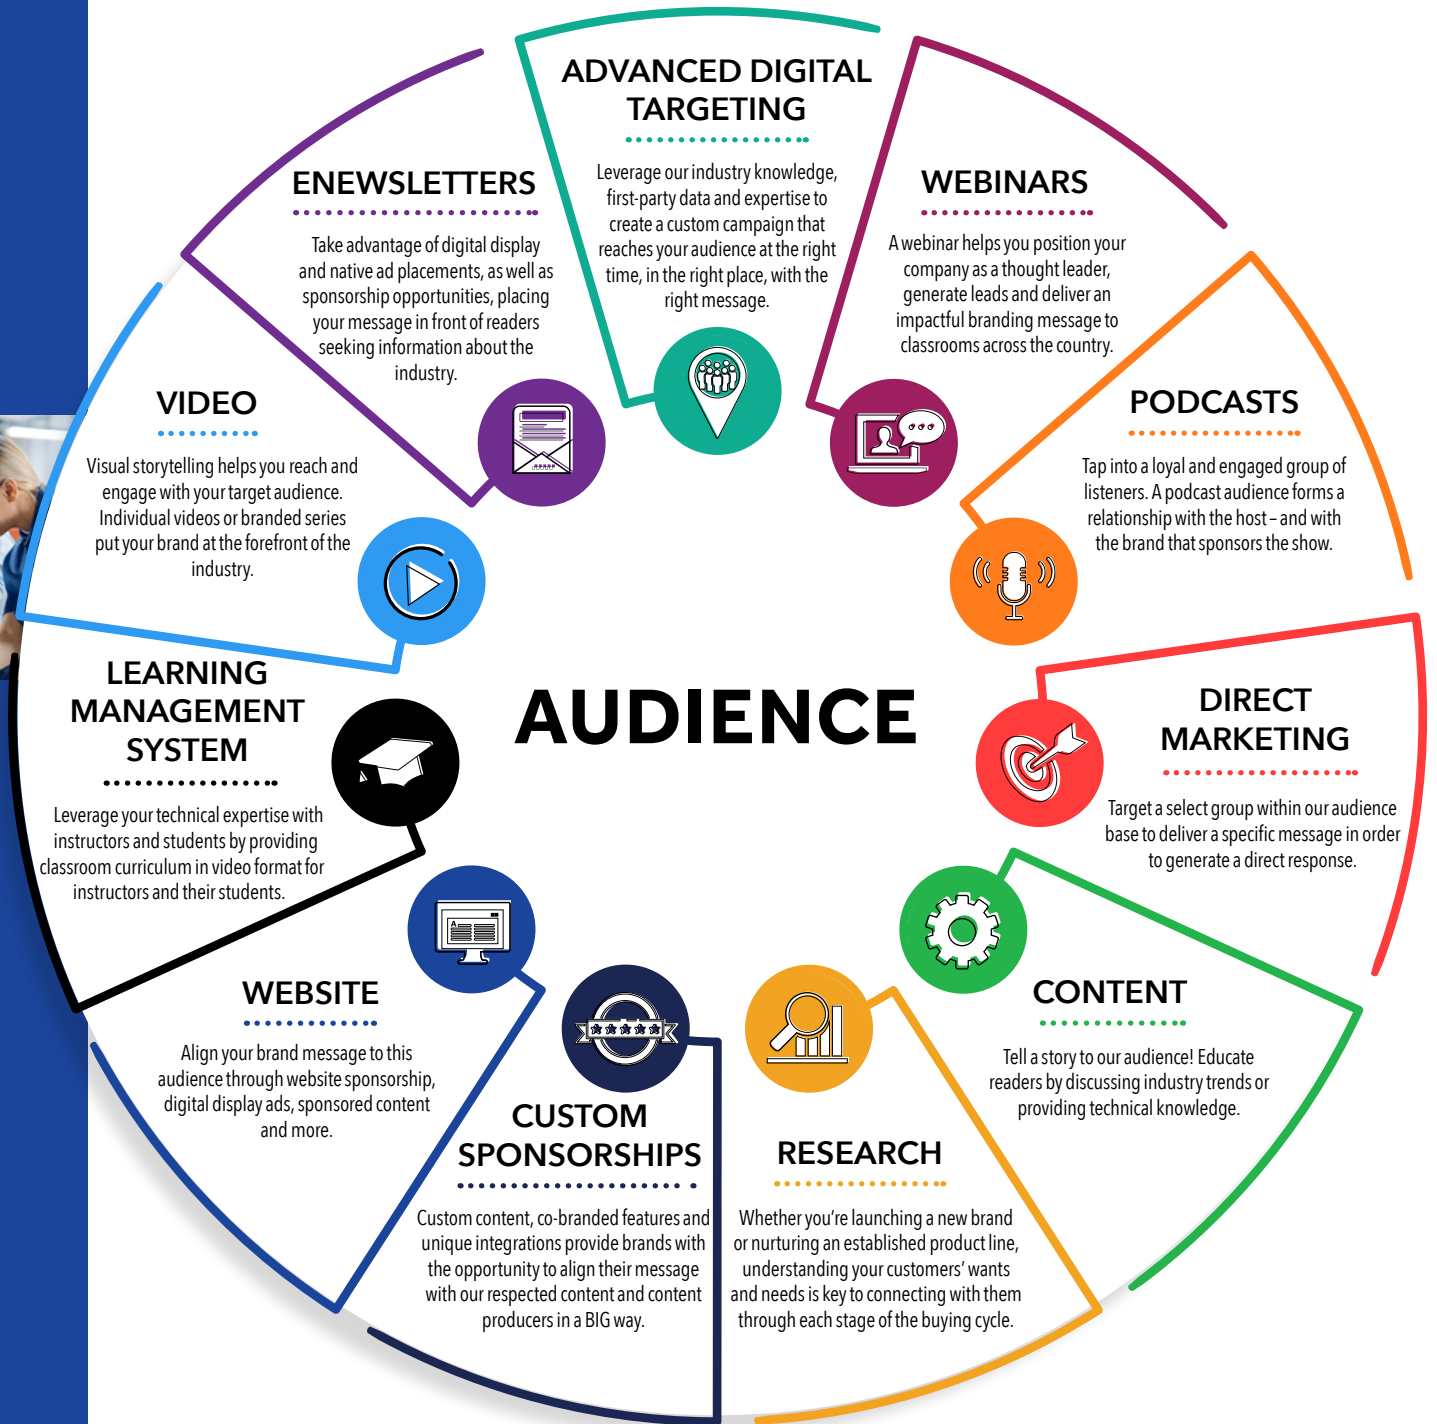 ADVANCED DIGITAL
TARGETING
Leverage our industry knowledge,
first-party data and expertise to
create a custom campaign that
reaches your audience at the right
time, in the right place, with the
right message.
WEBINARS
A webinar helps you position your
company as a thought leader,
generate leads and deliver an
impactful branding message to
classrooms across the country.
PODCASTS
Tap into a loyal and engaged group of
listeners. A podcast audience forms a
relationship with the host – and with
the brand that sponsors the show.
DIRECT
MARKETING
Target a select group within our audience
base to deliver a specific message in order
to generate a direct response.
CONTENT
Tell a story to our audience! Educate
readers by discussing industry trends or
providing technical knowledge.
RESEARCH
Whether you're launching a new brand
or nurturing an established product line,
understanding your customers' wants
and needs is key to connecting with them
through each stage of the buying cycle.
CUSTOM
SPONSORSHIPS
Custom content, co-branded features and
unique integrations provide brands with
the opportunity to align their message
with our respected content and content
producers in a BIG way.
WEBSITE
Align your brand message to this
audience through website sponsorship,
digital display ads, sponsored content
and more.
LEARNING
MANAGEMENT
SYSTEM
Leverage your technical expertise with
instructors and students by providing
classroom curriculum in video format for
instructors and their students.
VIDEO
Visual storytelling helps you reach and
engage with your target audience.
Individual videos or branded series
put your brand at the forefront of the
industry.
ENEWSLETTERS
Take advantage of digital display
and native ad placements, as well as
sponsorship opportunities, placing
your message in front of readers
seeking information about the
industry.
AUDIENCE